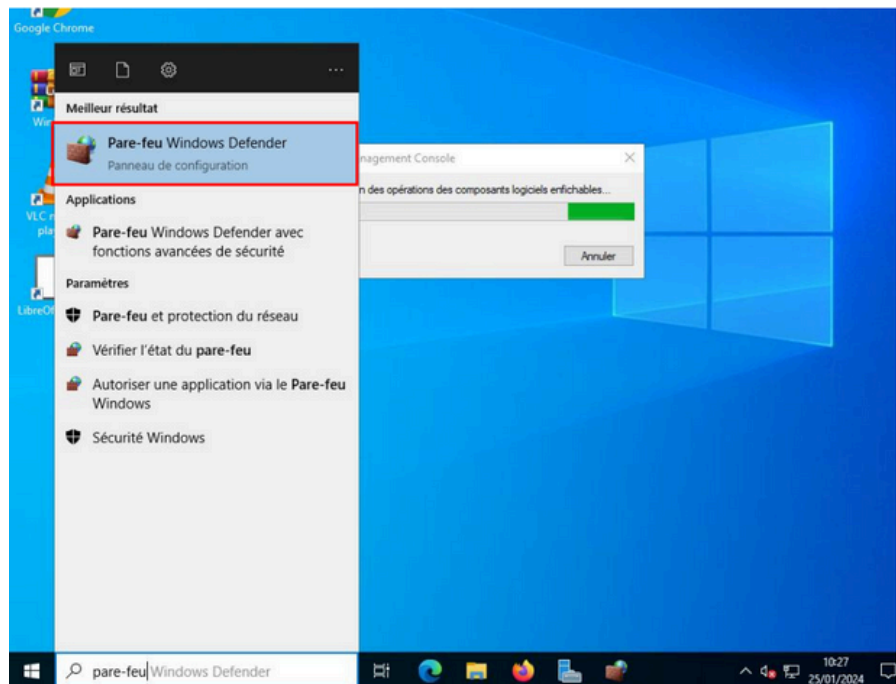 Google Chrome
Meilleur résultat
Pare-feu Windows Defender
Panneau de configuration
Applications
Pare-feu Windows Defender avec
fonctions avancées de sécurité
Paramètres
Pare-feu et protection du réseau
Vérifier l'état du pare-feu
Autoriser une application via le Pare-feu
Windows
Sécurité Windows
Win
VLC m
pla
LibreOf
nagement Console
n des opérations des composants logiciels enfichables...
Annuler
pare-feu Windows Defender
10:27
25/01/2024